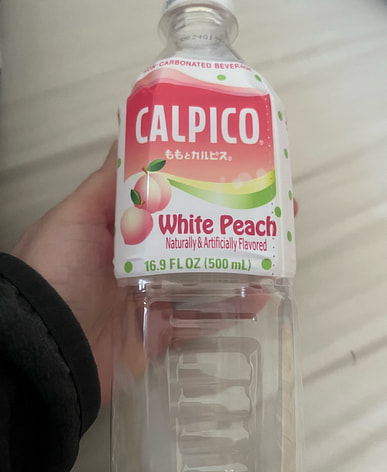 NON-CARBONATED BEVERAGE
CALPICO®
ももとカルピス®
White Peach
Naturally & Artificially Flavored
16.9 FL OZ (500 mL)